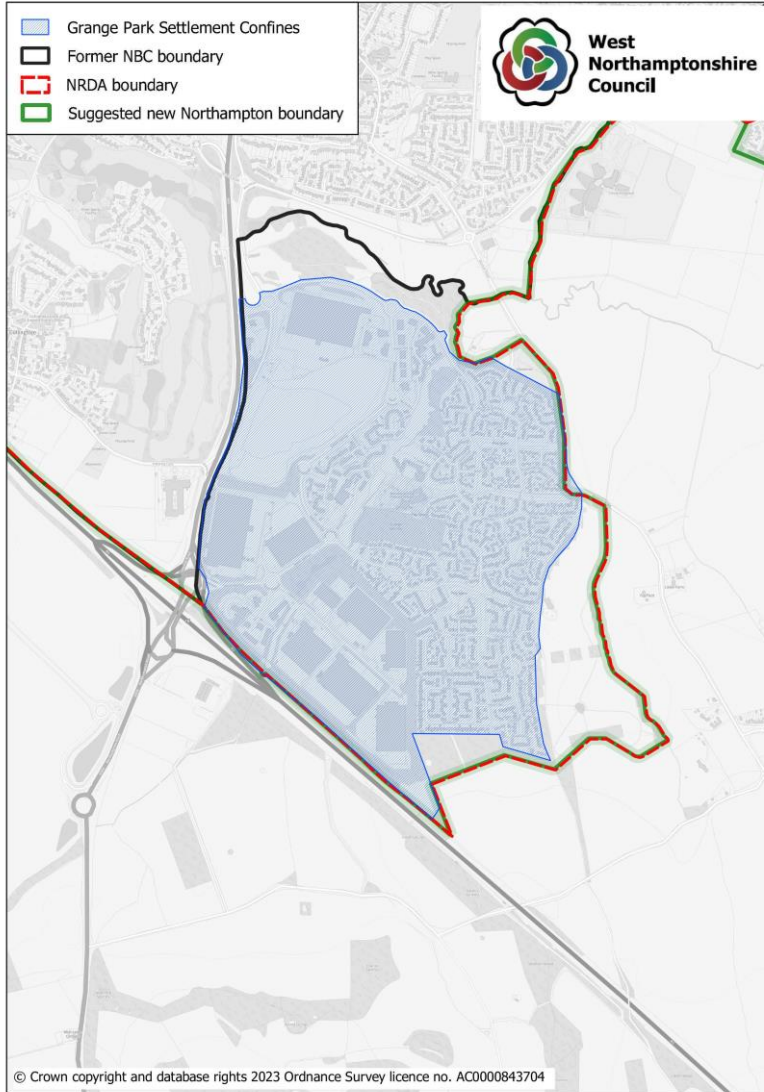 Grange Park Settlement Confines
Former NBC boundary
NRDA boundary
Suggested new Northampton boundary
West
Northamptonshire
Council
© Crown copyright and database rights 2023 Ordnance Survey licence no. AC0000843704